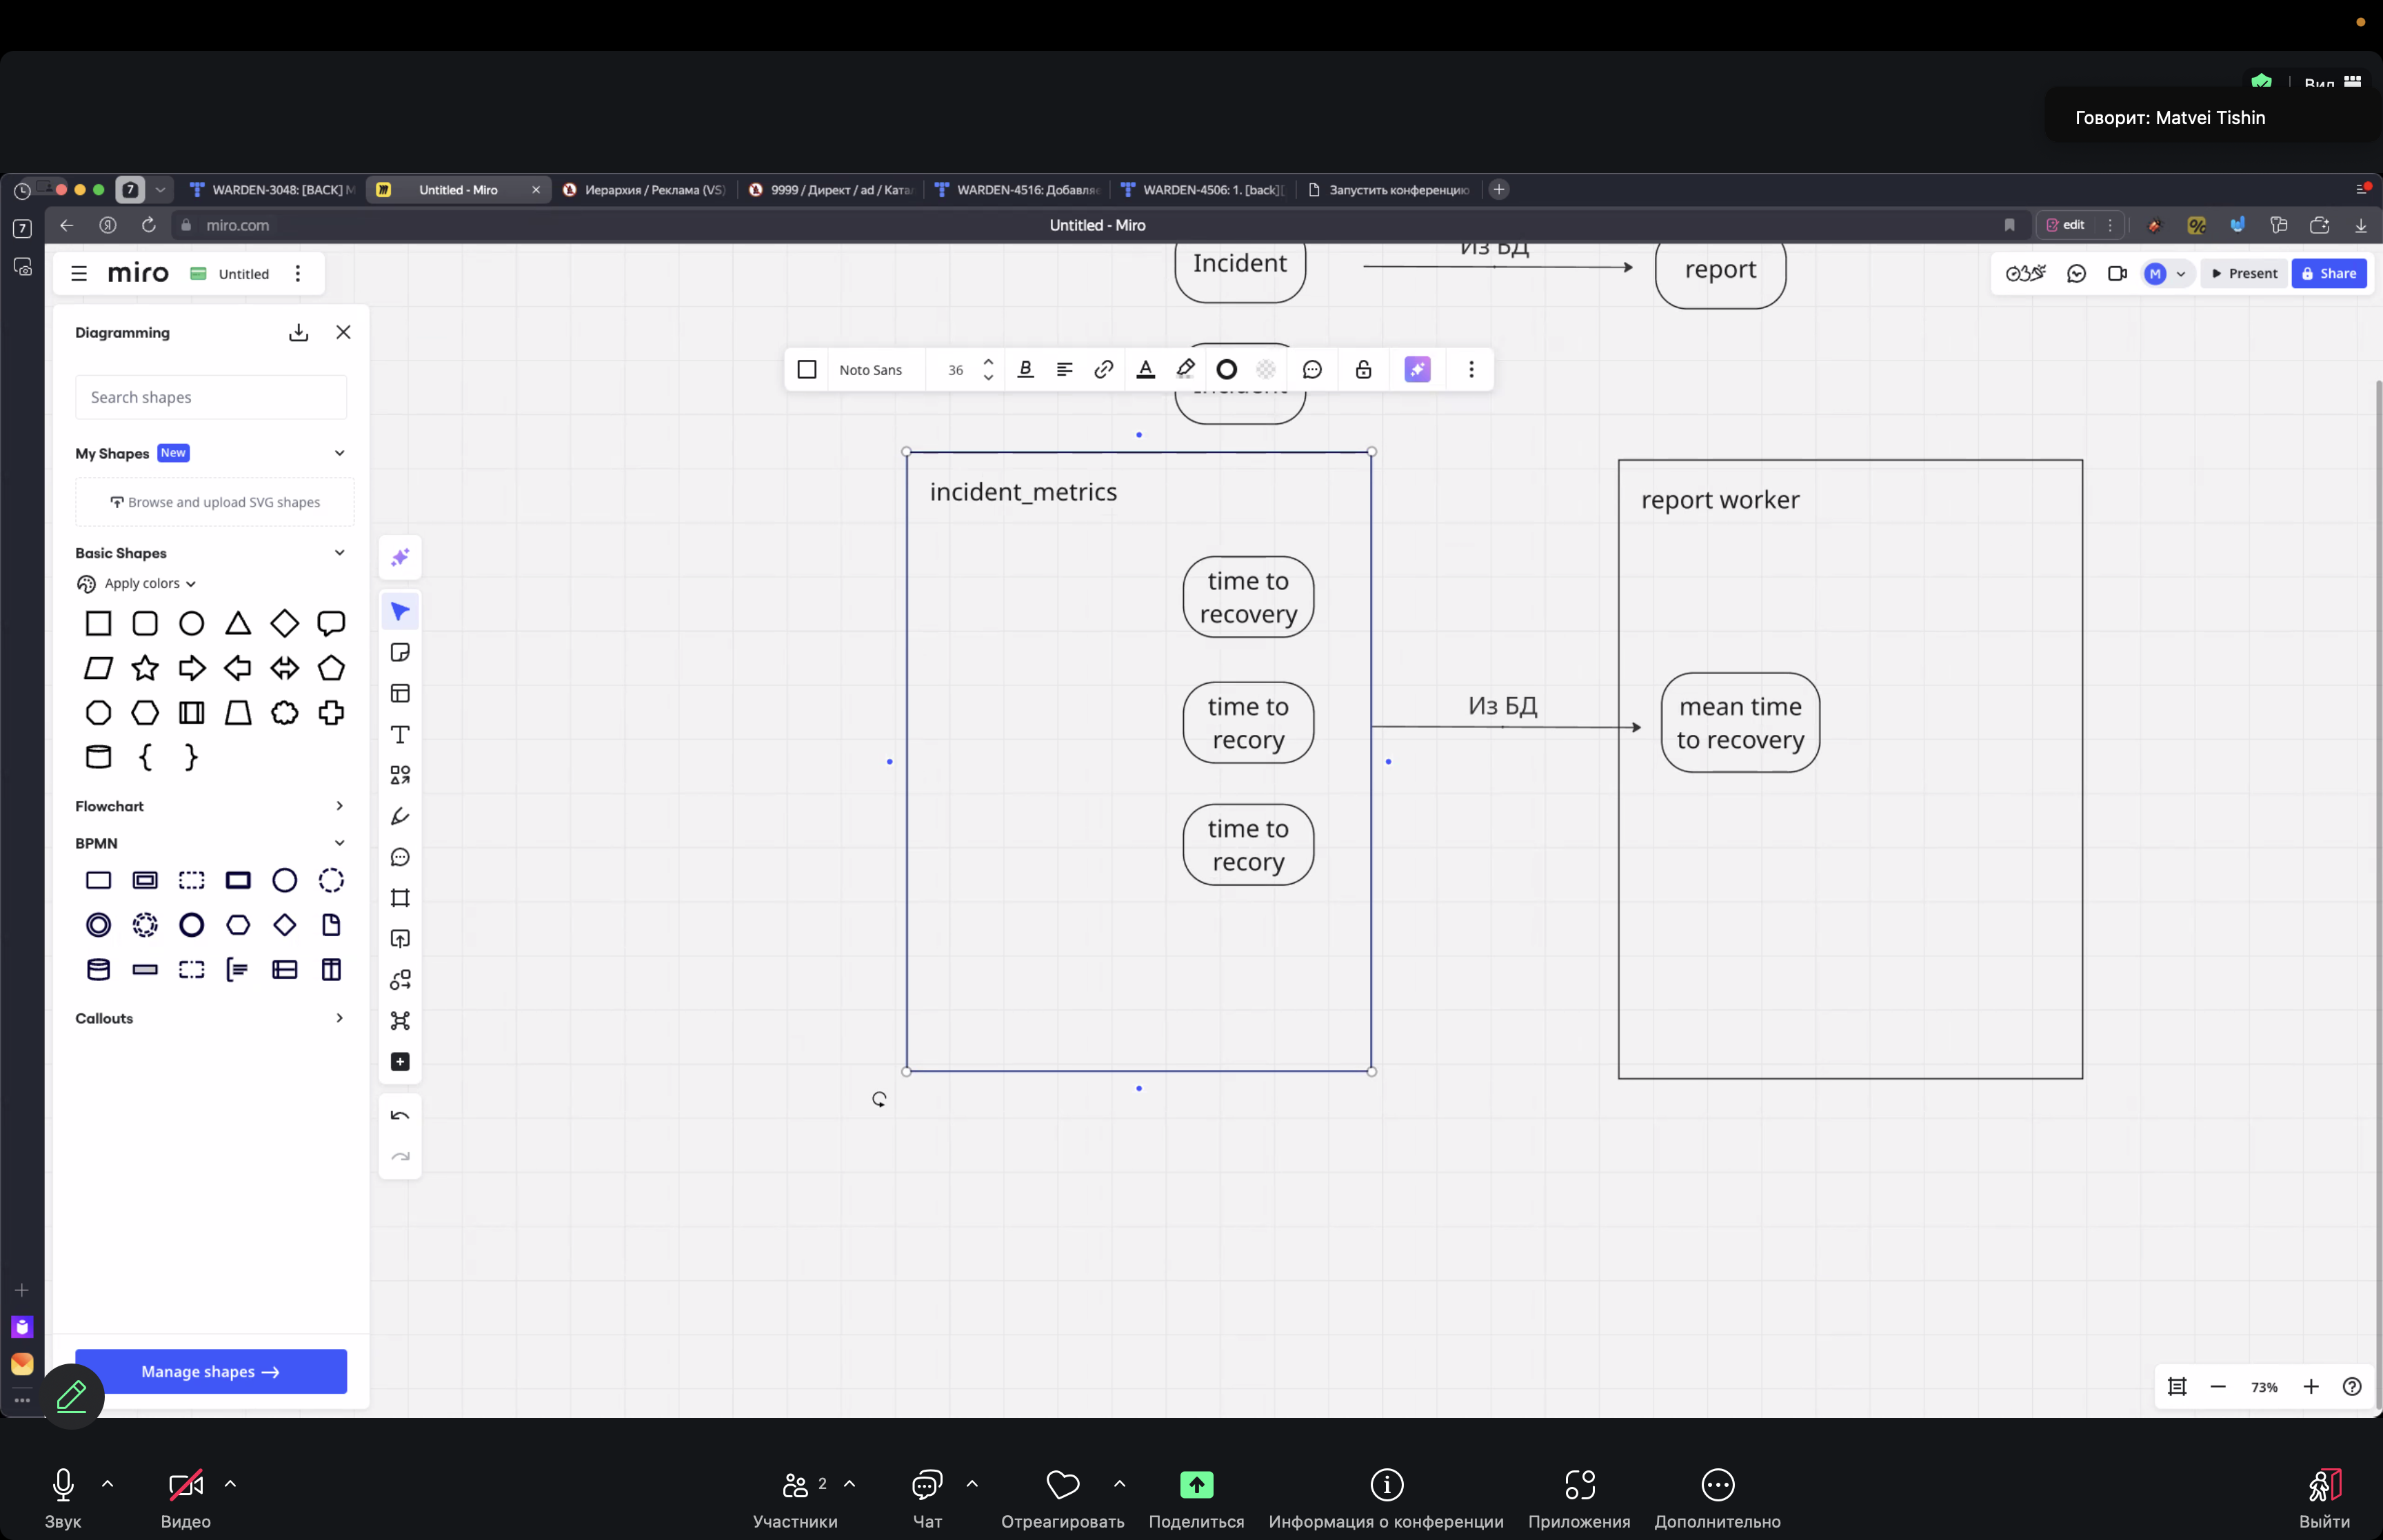 Вид
Говорит: Matvei Tishin
7
WARDEN-3048: [BACK] M
Untitled - Miro
Иерархия / Реклама (VS)
9999 / Директ / ad / Ката
WARDEN-4516: Добавля
WARDEN-4506: 1. [back][
Запустить конференцию
7
miro.com
Untitled - Miro
edit
miro
Untitled
M
Present
Share
Diagramming
Search shapes
My Shapes New
Browse and upload SVG shapes
Basic Shapes
Apply colors
Flowchart
BPMN
Callouts
Manage shapes
Noto Sans
36
B
A
Incident
Из БД
report
Incident
incident_metrics
time to
recovery
time to
recory
time to
recory
Из БД
report worker
mean time
to recovery
73%
Звук
Видео
2
Участники
Чат
Отреагировать
Поделиться
Информация о конференции
Приложения
Дополнительно
Выйти